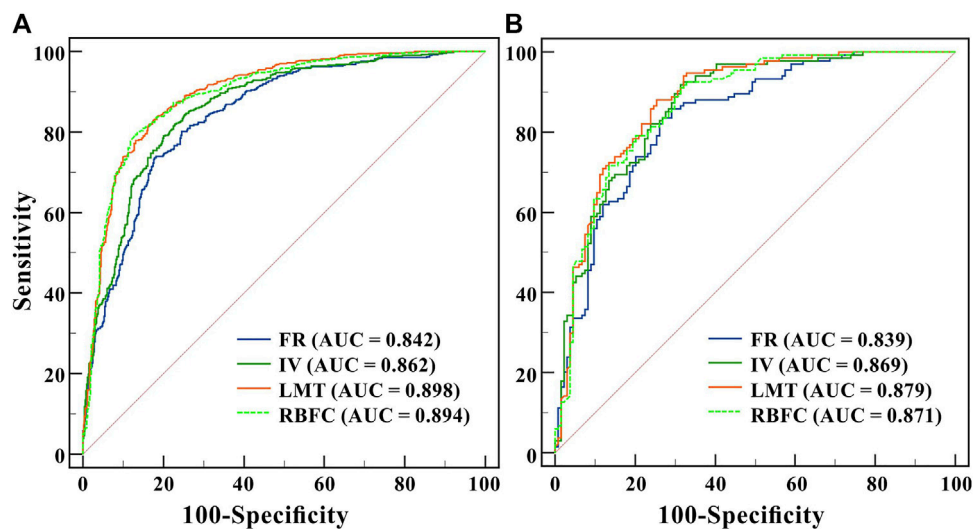 A
B
Sensitivity
100
80
60
40
20
0
FR (AUC = 0.842)
IV (AUC = 0.862)
LMT (AUC = 0.898)
RBFC (AUC = 0.894)
0 20 40 60 80 100
100-Specificity
100
80
60
40
20
0
FR (AUC = 0.839)
IV (AUC = 0.869)
LMT (AUC = 0.879)
RBFC (AUC = 0.871)
0 20 40 60 80 100
100-Specificity